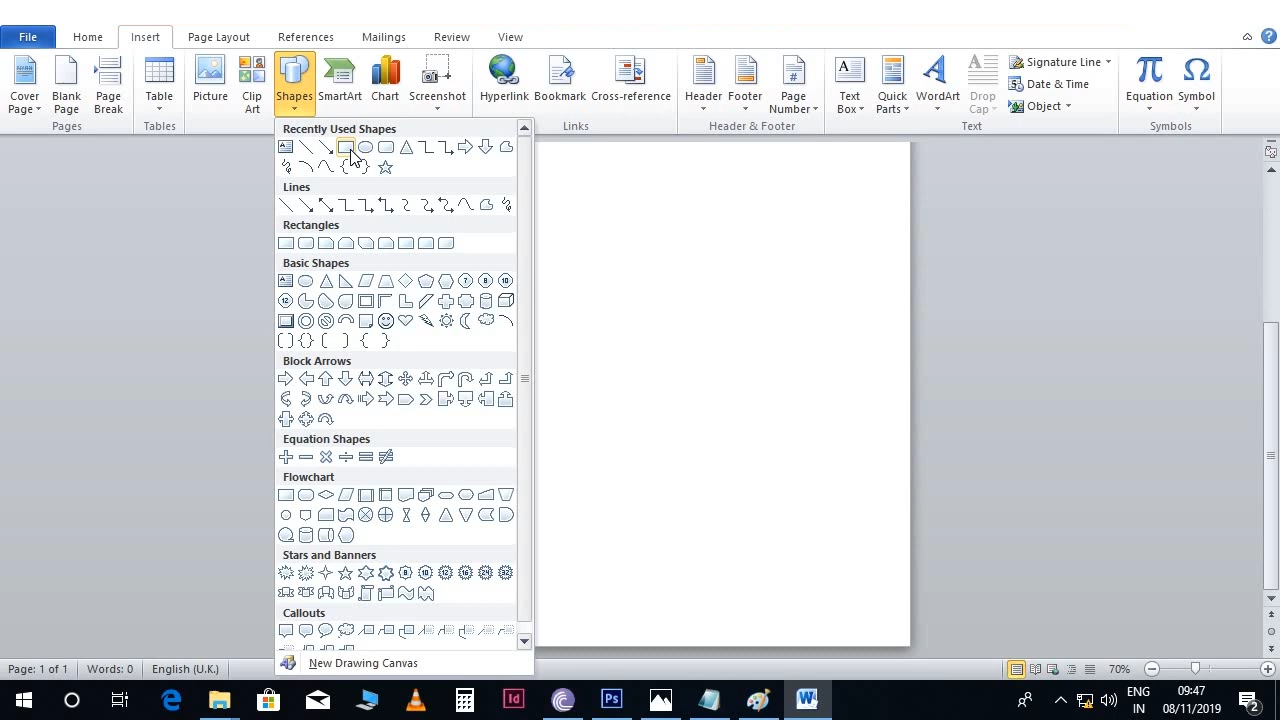 File Home Insert Page Layout References Mailings Review View
Cover Page Blank Page Page Break Table Picture Clip Art Shapes SmartArt Chart Screenshot Hyperlink Bookmark Cross-reference Header Footer Page Number Text Box Quick Parts WordArt Drop Cap Signature Line Date & Time Object Equation Symbol
Pages Tables Links Header & Footer Text Symbols
Recently Used Shapes
Lines
Rectangles
Basic Shapes
Block Arrows
Equation Shapes
Flowchart
Stars and Banners
Callouts
New Drawing Canvas
Page: 1 of 1 Words: 0 English (U.K.) 70%
ENG 09:47
IN 08/11/2019 2